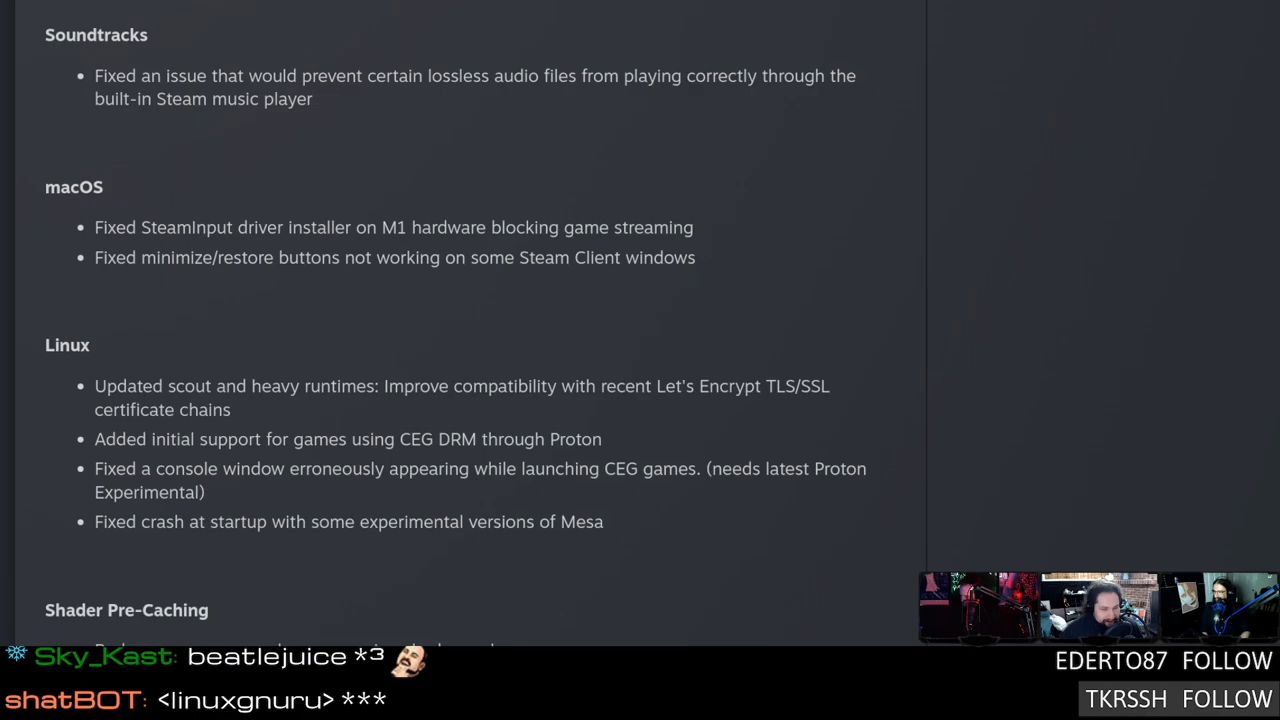 Soundtracks
• Fixed an issue that would prevent certain lossless audio files from playing correctly through the
built-in Steam music player
macOS
• Fixed SteamInput driver installer on M1 hardware blocking game streaming
• Fixed minimize/restore buttons not working on some Steam Client windows
Linux
• Updated scout and heavy runtimes: Improve compatibility with recent Let's Encrypt TLS/SSL
certificate chains
• Added initial support for games using CEG DRM through Proton
• Fixed a console window erroneously appearing while launching CEG games. (needs latest Proton
Experimental)
• Fixed crash at startup with some experimental versions of Mesa
Shader Pre-Caching
Sky_Kast: beatlejuice *³
shatBOT: <linuxgnuru> ***
EDERTO87 FOLLOW
TKRSSH FOLLOW